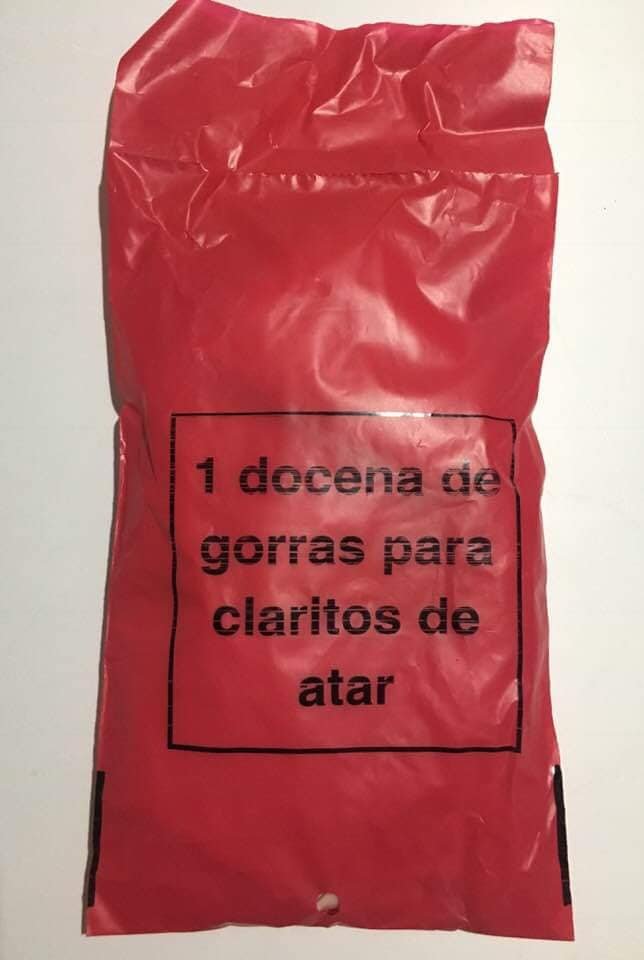 1 docena de
gorras para
claritos de
atar